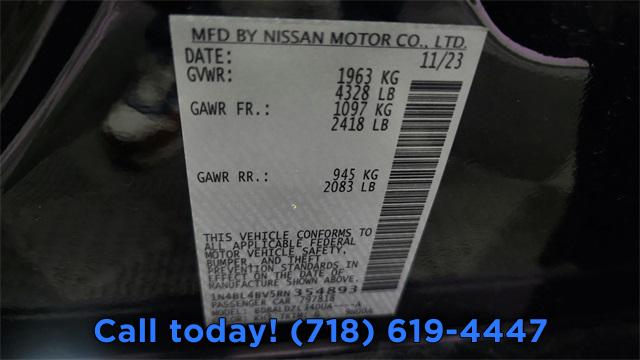 MFD BY NISSAN MOTOR CO., LTD.
DATE: 11/23
GVWR: 1963 KG
4328 LB
GAWR FR.: 1097 KG
2418 LB
GAWR RR.: 945 KG
2083 LB
THIS VEHICLE CONFORMS TO
ALL APPLICABLE FEDERAL
MOTOR VEHICLE SAFETY,
BUMPER, AND THEFT
PREVENTION STANDARDS IN
EFFECT ON THE DATE OF
MANUFACTURE SHOWN ABOVE.
1N4BL4BV5RN354893
PASSENGER CAR
Call today! (718) 619-4447